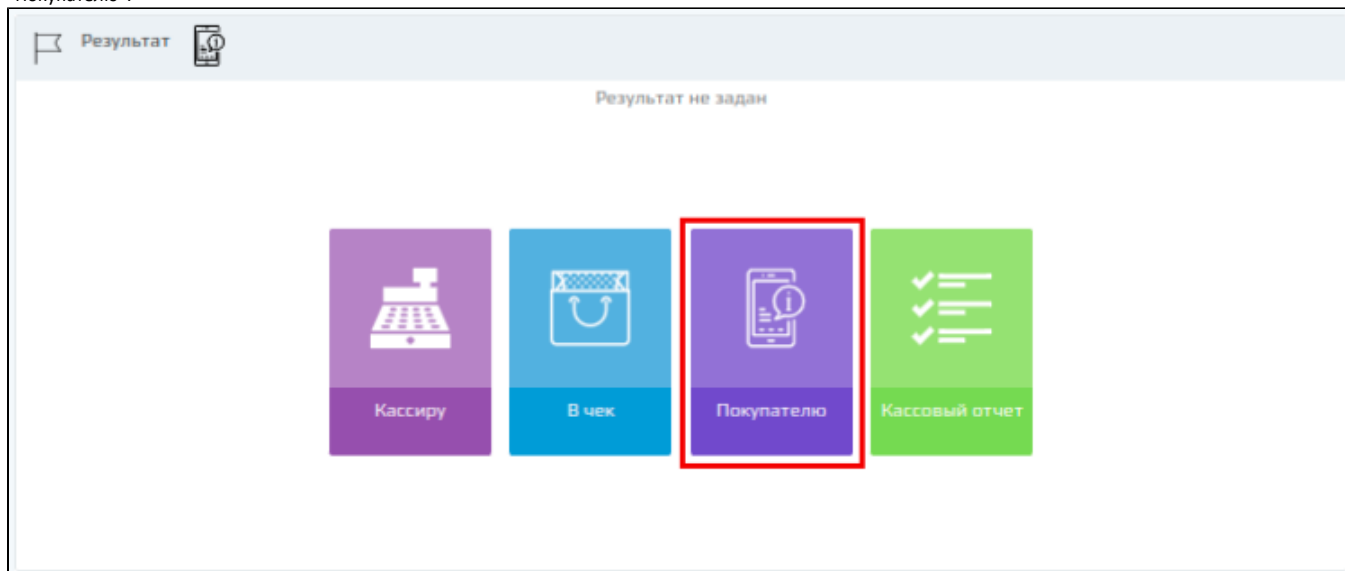 Результат
Результат не задан
Кассиру
В чек
Покупателю
Кассовый отчет